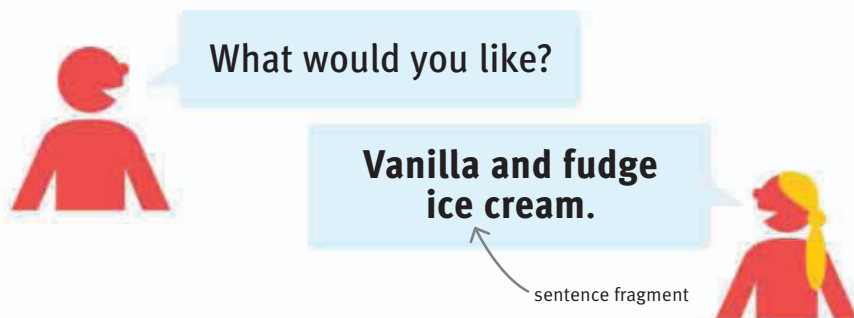 What would you like?
Vanilla and fudge
ice cream.
sentence fragment